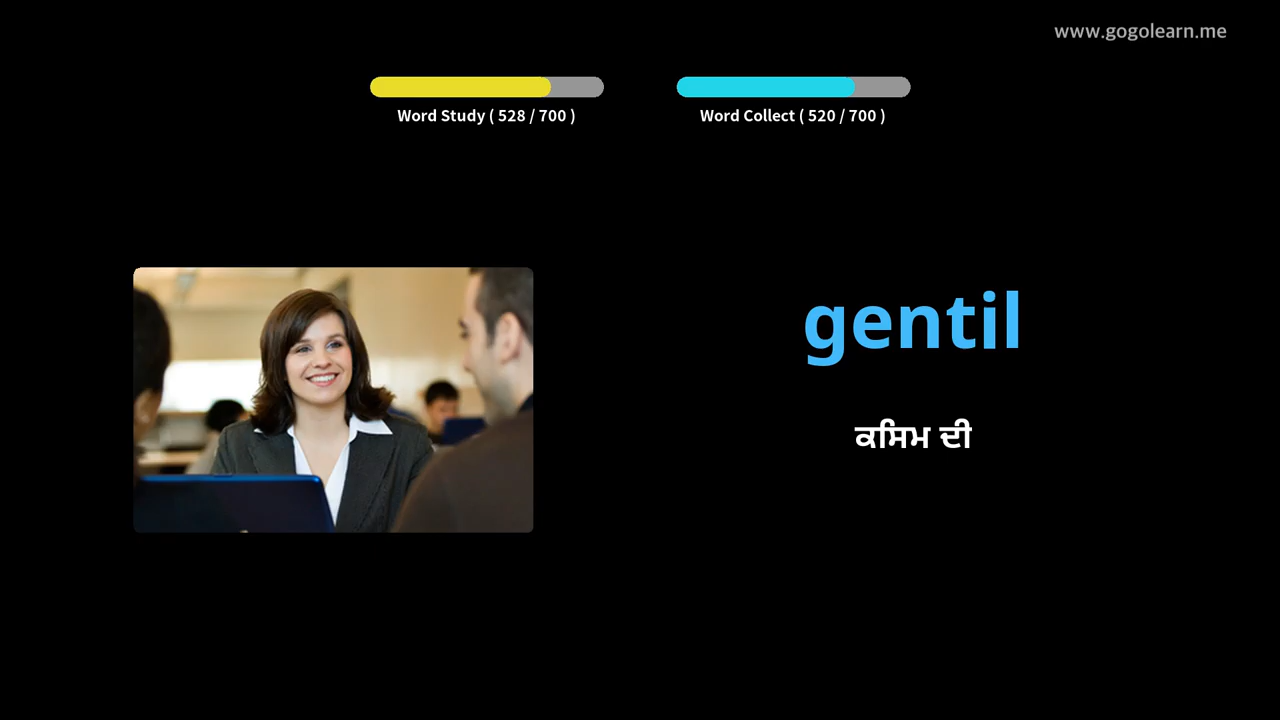 www.gogolearn.me
Word Study ( 528 / 700 )
Word Collect ( 520 / 700 )
gentil
ਕਸਿਮ ਦੀ